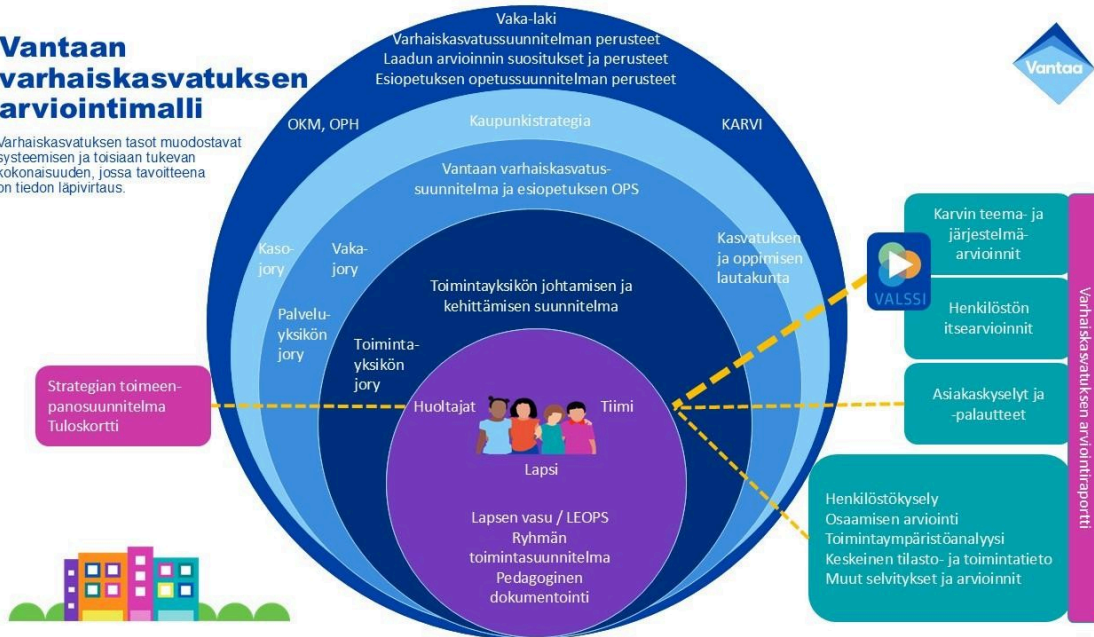 Vantaan
varhaiskasvatuksen
arviointimalli
Varhaiskasvatuksen tasot muodostavat
systeemisen ja toisiaan tukevan
kokonaisuuden, jossa tavoitteena
on tiedon läpivirtaus.
Vaka-laki
Varhaiskasvatussuunnitelman perusteet
Laadun arvioinnin suositukset ja perusteet
Esiopetuksen opetussuunnitelman perusteet
OKM, OPH
KARVI
Kaupunkistrategia
Vantaan varhaiskasvatus-
suunnitelma ja esiopetuksen OPS
Kaso-
jory
Vaka-
jory
Kasvatuksen
ja oppimisen
lautakunta
Palvelu-
yksikön
jory
Toimintayksikön johtamisen ja
kehittämisen suunnitelma
Toiminta-
yksikön
jory
Huoltajat
Tiimi
Lapsi
Lapsen vasu / LEOPS
Ryhmän
toimintasuunnitelma
Pedagoginen
dokumentointi
Strategian toimeen-
panosuunnitelma
Tuloskortti
Vantaa
VALSSI
Karvin teema- ja
järjestelmä-
arvioinnit
Henkilöstön
itsearvioinnit
Asiakaskyselyt ja
-palautteet
Henkilöstökysely
Osaamisen arviointi
Toimintaympäristöanalyysi
Keskeinen tilasto- ja toimintatieto
Muut selvitykset ja arvioinnit
Varhaiskasvatuksen arviointiraportti